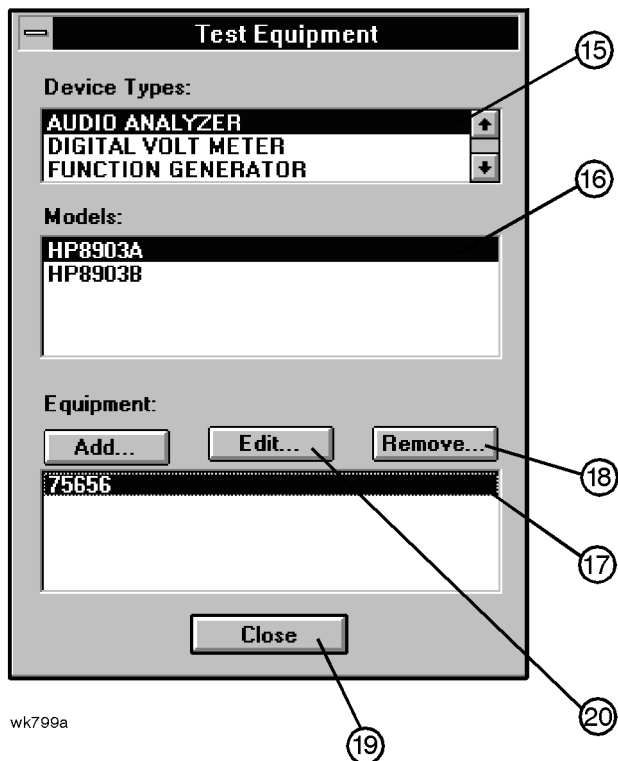 Test Equipment
15
Device Types:
AUDIO ANALYZER
DIGITAL VOLT METER
FUNCTION GENERATOR
16
Models:
HP8903A
HP8903B
Equipment:
Add... Edit... Remove...
18
75656
17
Close
wk799a
19
20